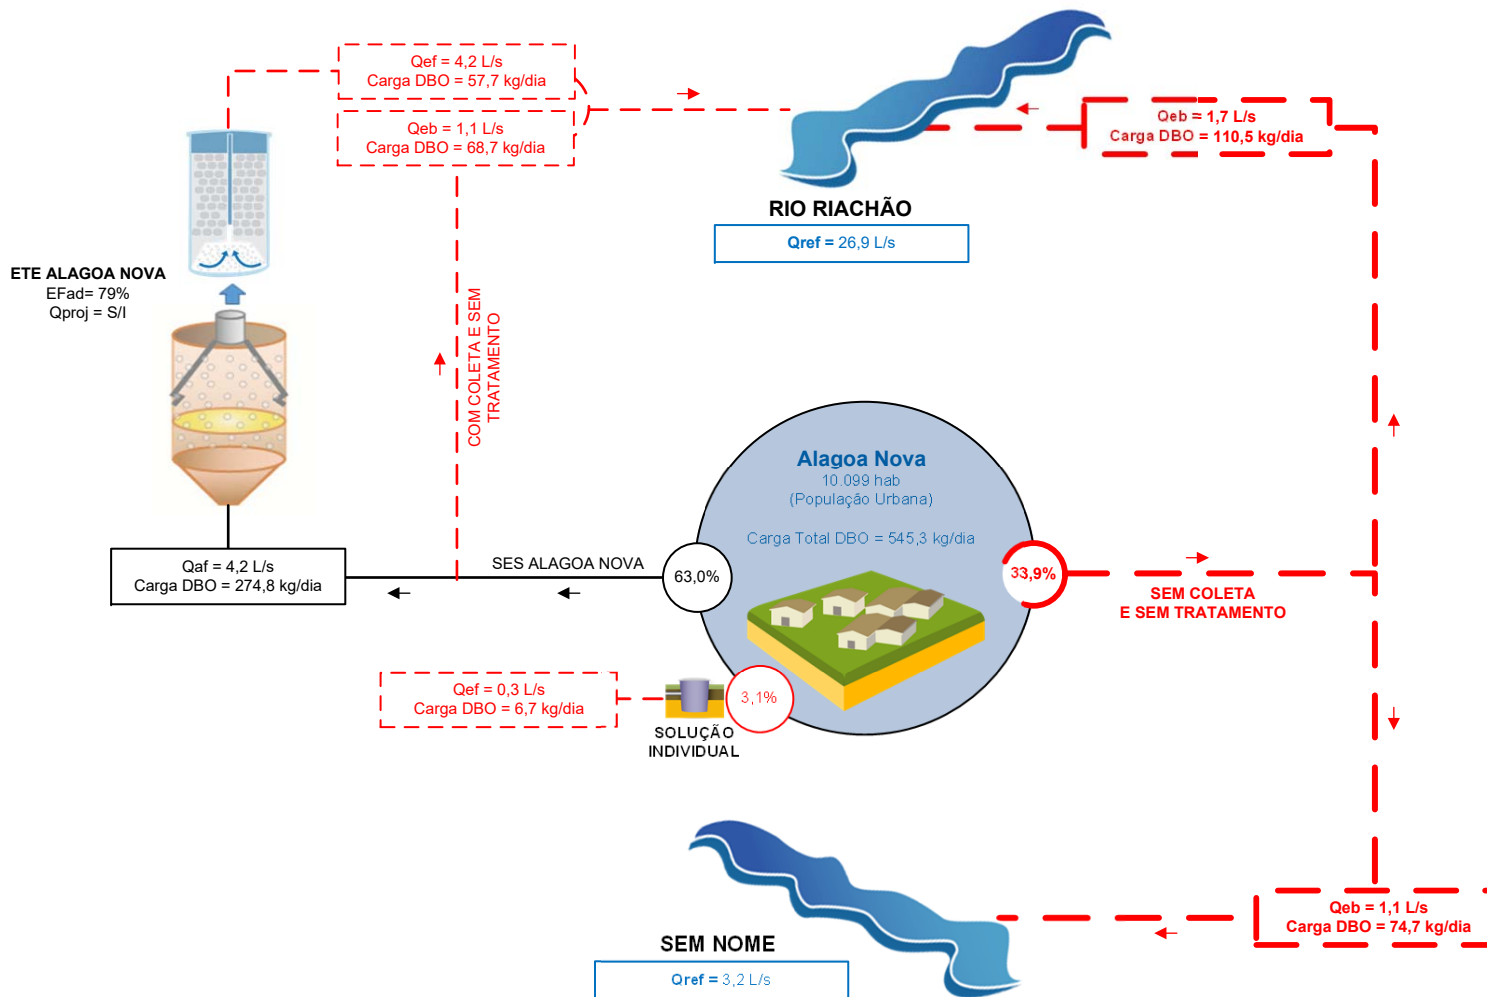 Qef = 4,2 L/s
Carga DBO = 57,7 kg/dia
Qeb = 1,1 L/s
Carga DBO = 68,7 kg/dia
Qeb = 1,7 L/s
Carga DBO = 110,5 kg/dia
RIO RIACHÃO
Qref = 26,9 L/s
ETE ALAGOA NOVA
EFad= 79%
Qproj = S/I
COM COLETA E SEM
TRATAMENTO
Alagoa Nova
10.099 hab
(População Urbana)
Carga Total DBO = 545,3 kg/dia
Qaf = 4,2 L/s
Carga DBO = 274,8 kg/dia
SES ALAGOA NOVA
63,0%
33,9%
SEM COLETA
E SEM TRATAMENTO
Qef = 0,3 L/s
Carga DBO = 6,7 kg/dia
3,1%
SOLUÇÃO
INDIVIDUAL
Qeb = 1,1 L/s
Carga DBO = 74,7 kg/dia
SEM NOME
Qref = 3,2 L/s